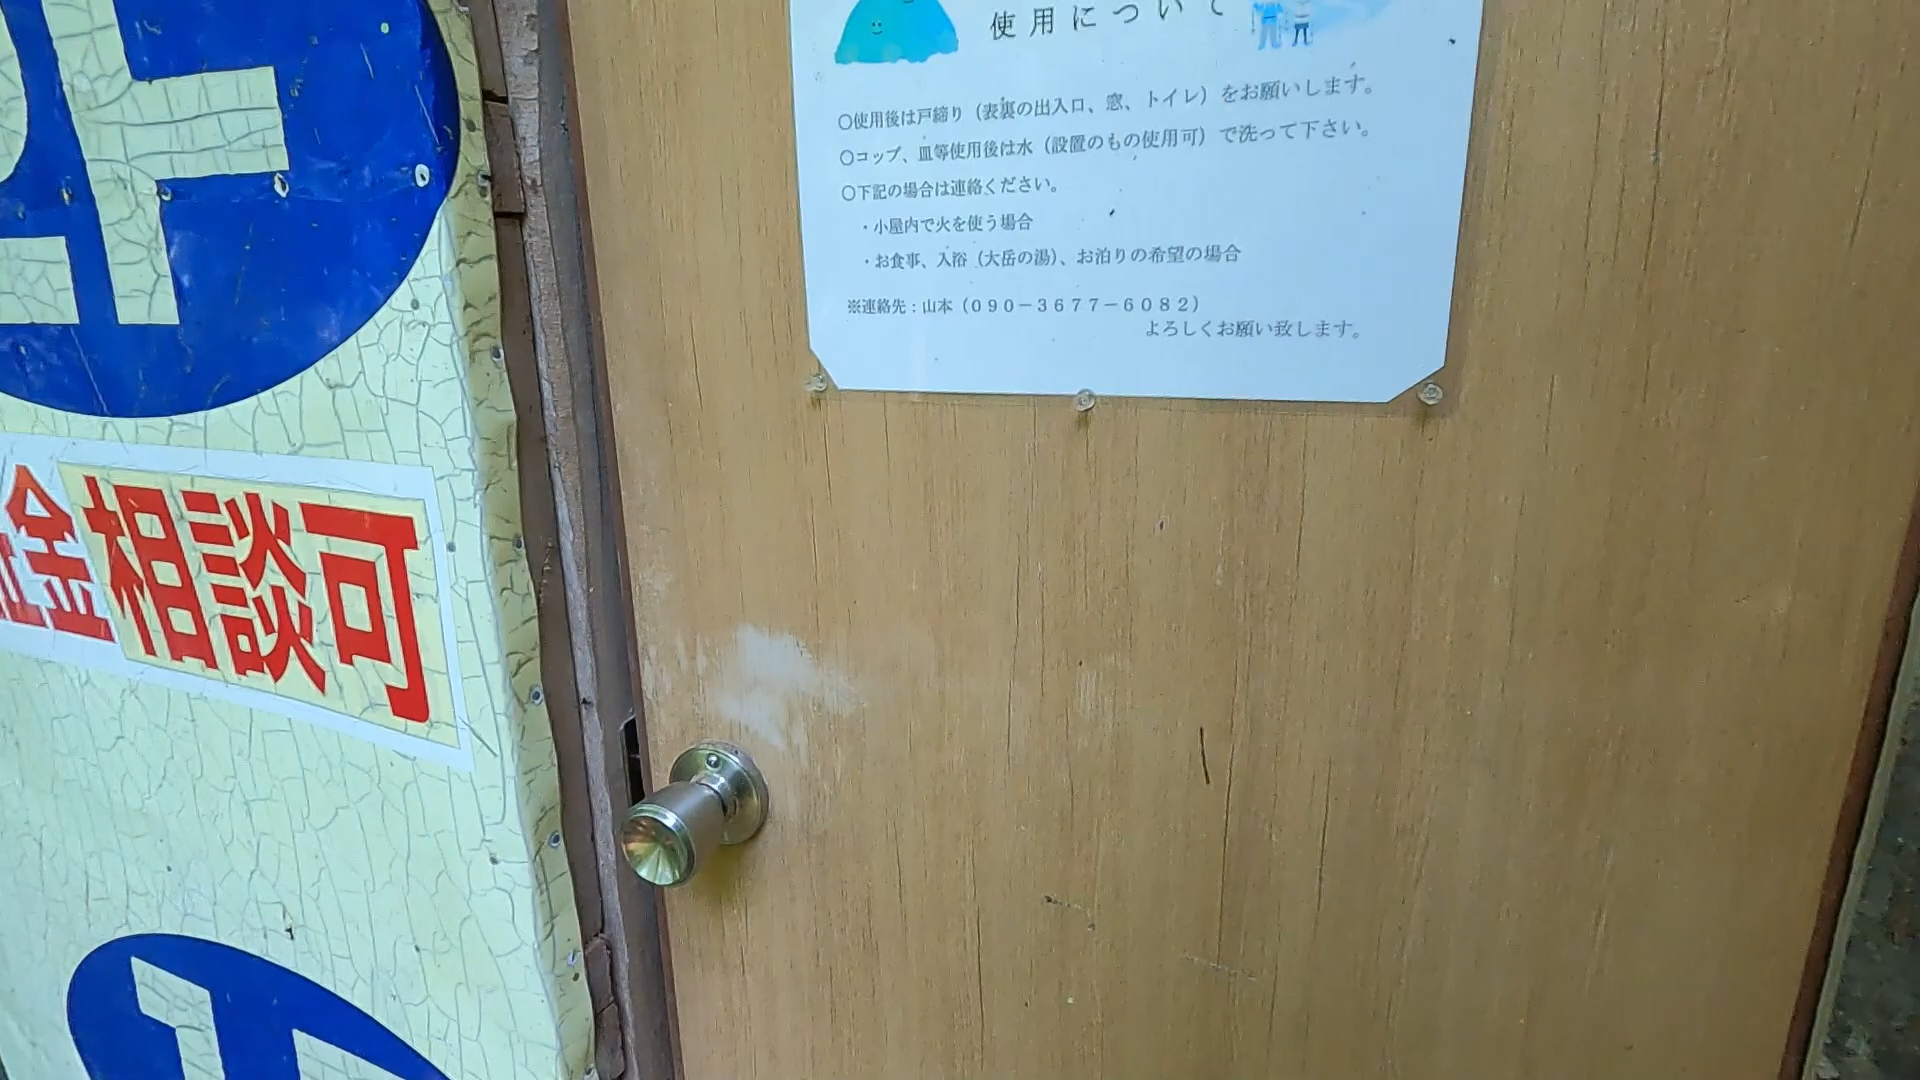 使用について
○使用後は戸締り（表裏の出入口、窓、トイレ）をお願いします。
○コップ、皿等使用後は水（設置のもの使用可）で洗って下さい。
○下記の場合は連絡ください。
・小屋内で火を使う場合
・お食事、入浴（大岳の湯）、お泊りの希望の場合
※連絡先：山本（０９０－３６７７－６０８２）
よろしくお願い致します。
金相談可